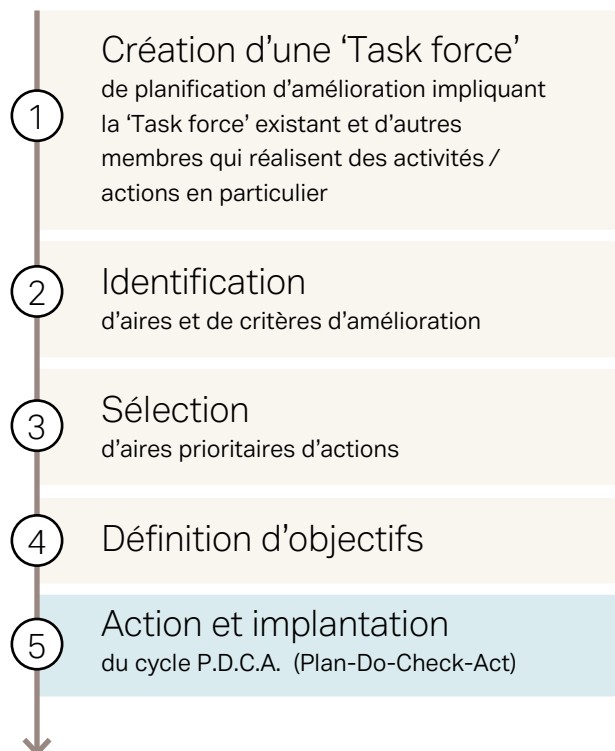 1
Création d’une ‘Task force’
de planification d’amélioration impliquant
la ‘Task force’ existant et d’autres
membres qui réalisent des activités /
actions en particulier
2
Identification
d’aires et de critères d’amélioration
3
Sélection
d’aires prioritaires d’actions
4
Définition d’objectifs
5
Action et implantation
du cycle P.D.C.A. (Plan-Do-Check-Act)